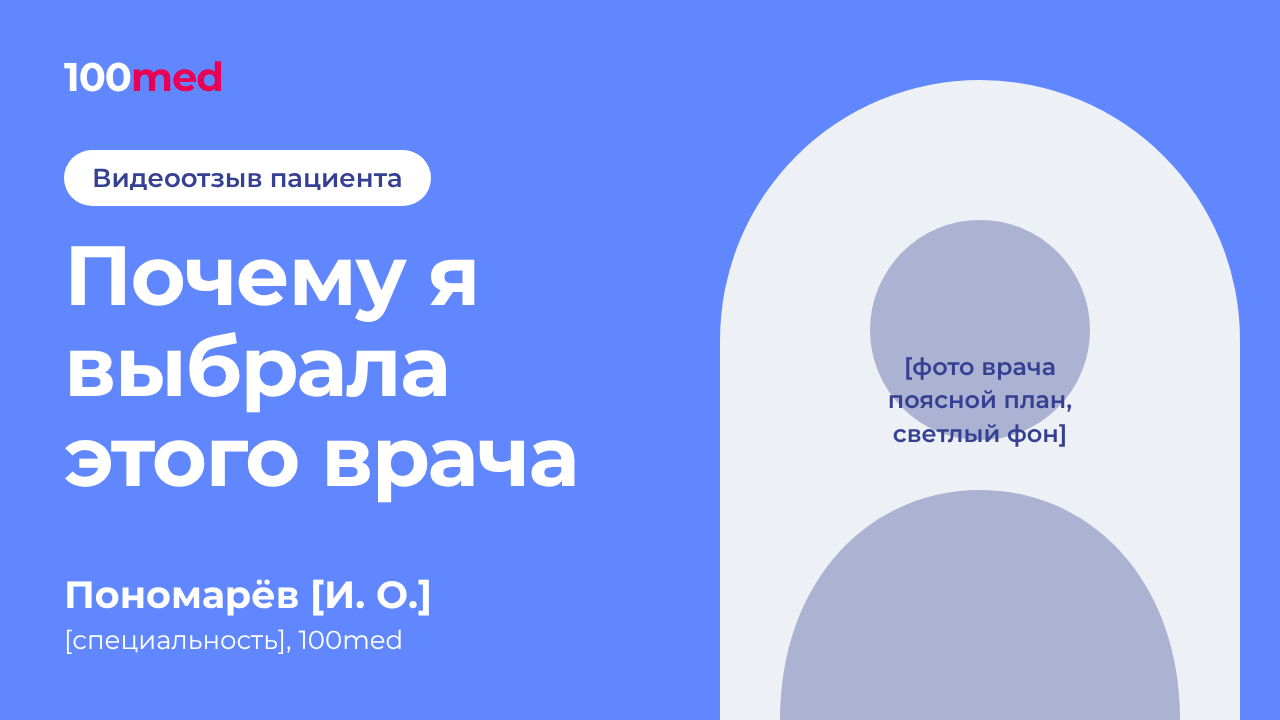 100med
Видеоотзыв пациента
Почему я
выбрала
этого врача
Пономарёв [И. О.]
[специальность], 100med
[фото врача
поясной план,
светлый фон]